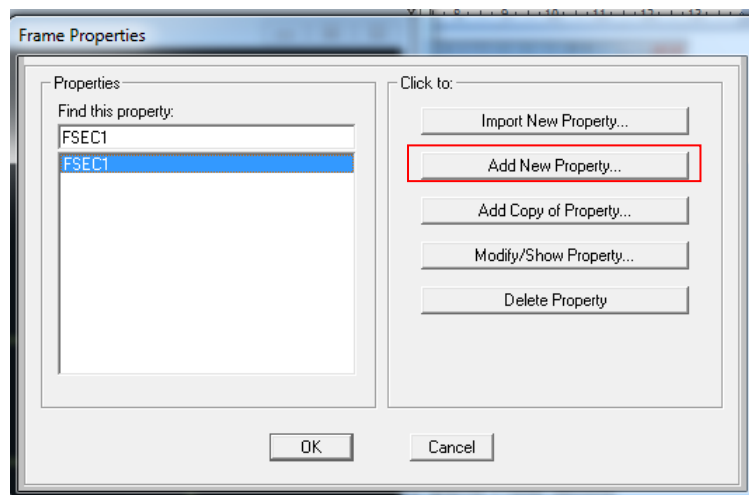 Frame Properties
Properties
Find this property:
FSEC1
FSEC1
Click to:
Import New Property...
Add New Property...
Add Copy of Property...
Modify/Show Property...
Delete Property
OK
Cancel